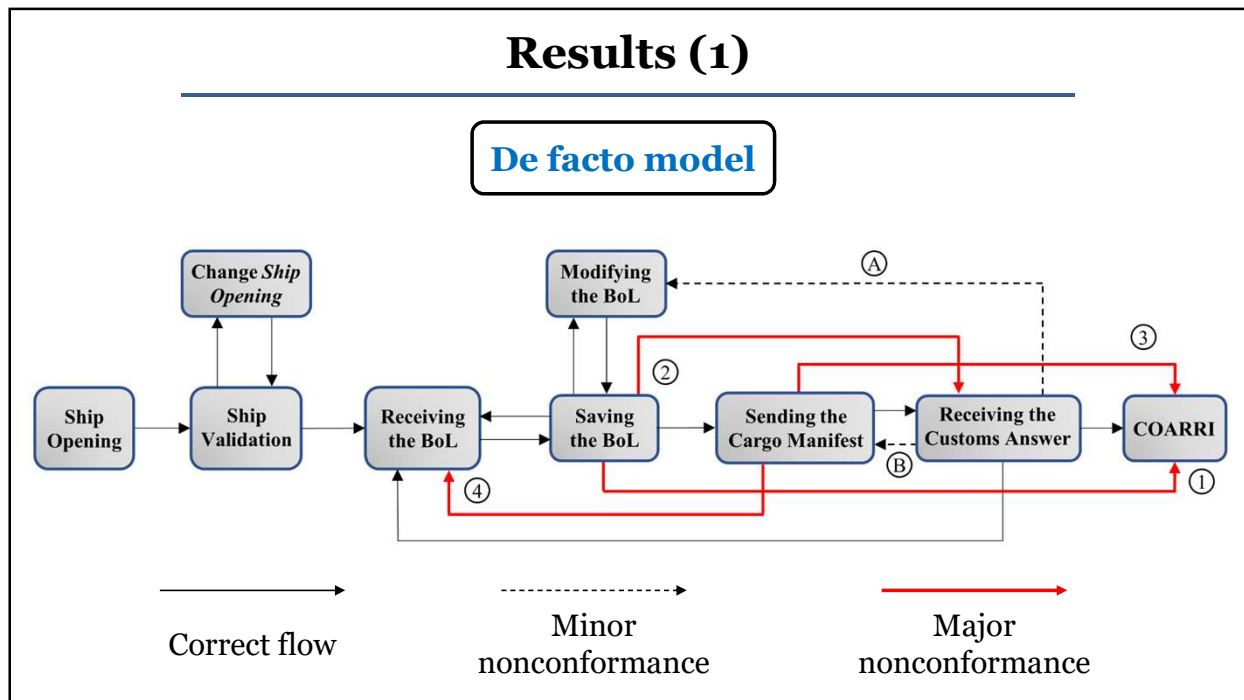 Results (1)
De facto model
Change Ship
Opening
Modifying
the BoL
A
3
2
Ship
Opening
Ship
Validation
Receiving
the BoL
Saving
the BoL
Sending the
Cargo Manifest
Receiving the
Customs Answer
COARRI
B
4
1
Correct flow
Minor
nonconformance
Major
nonconformance